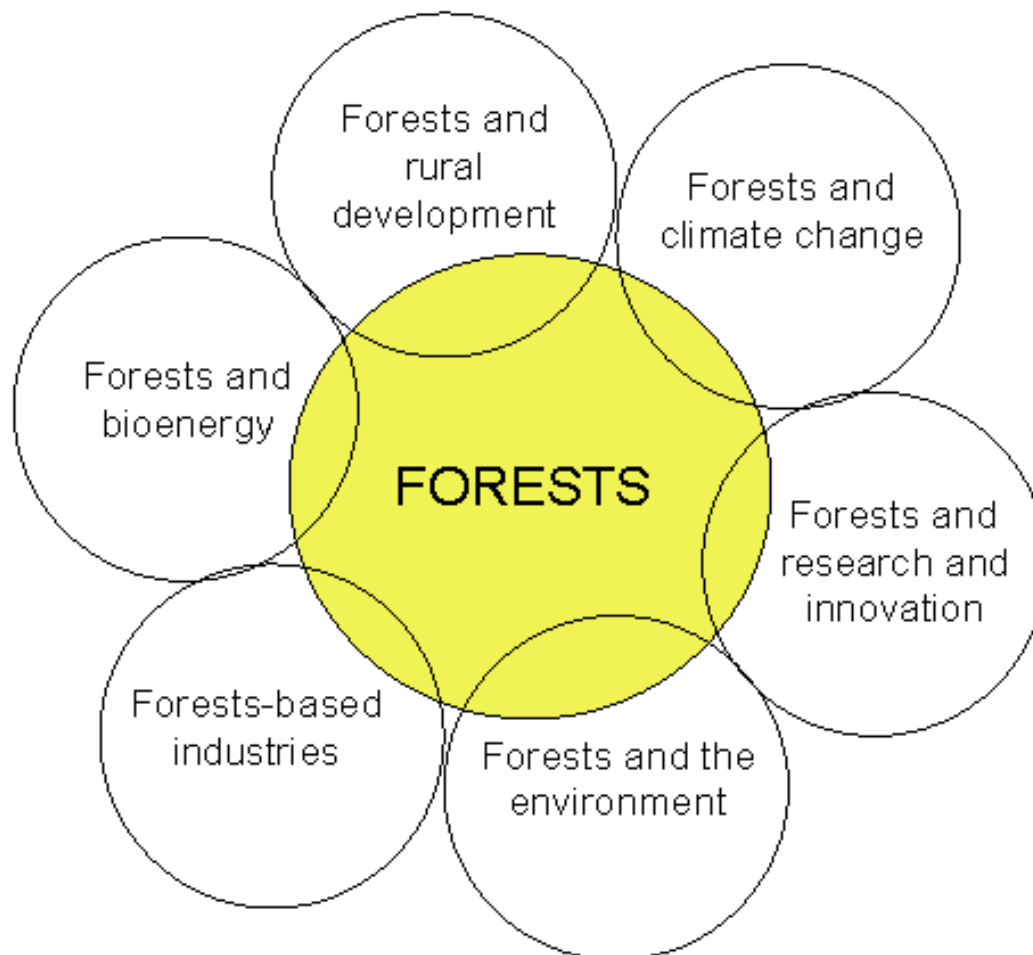 Forests and
rural
development
Forests and
climate change
Forests and
bioenergy
FORESTS
Forests and
research and
innovation
Forests-based
industries
Forests and the
environment